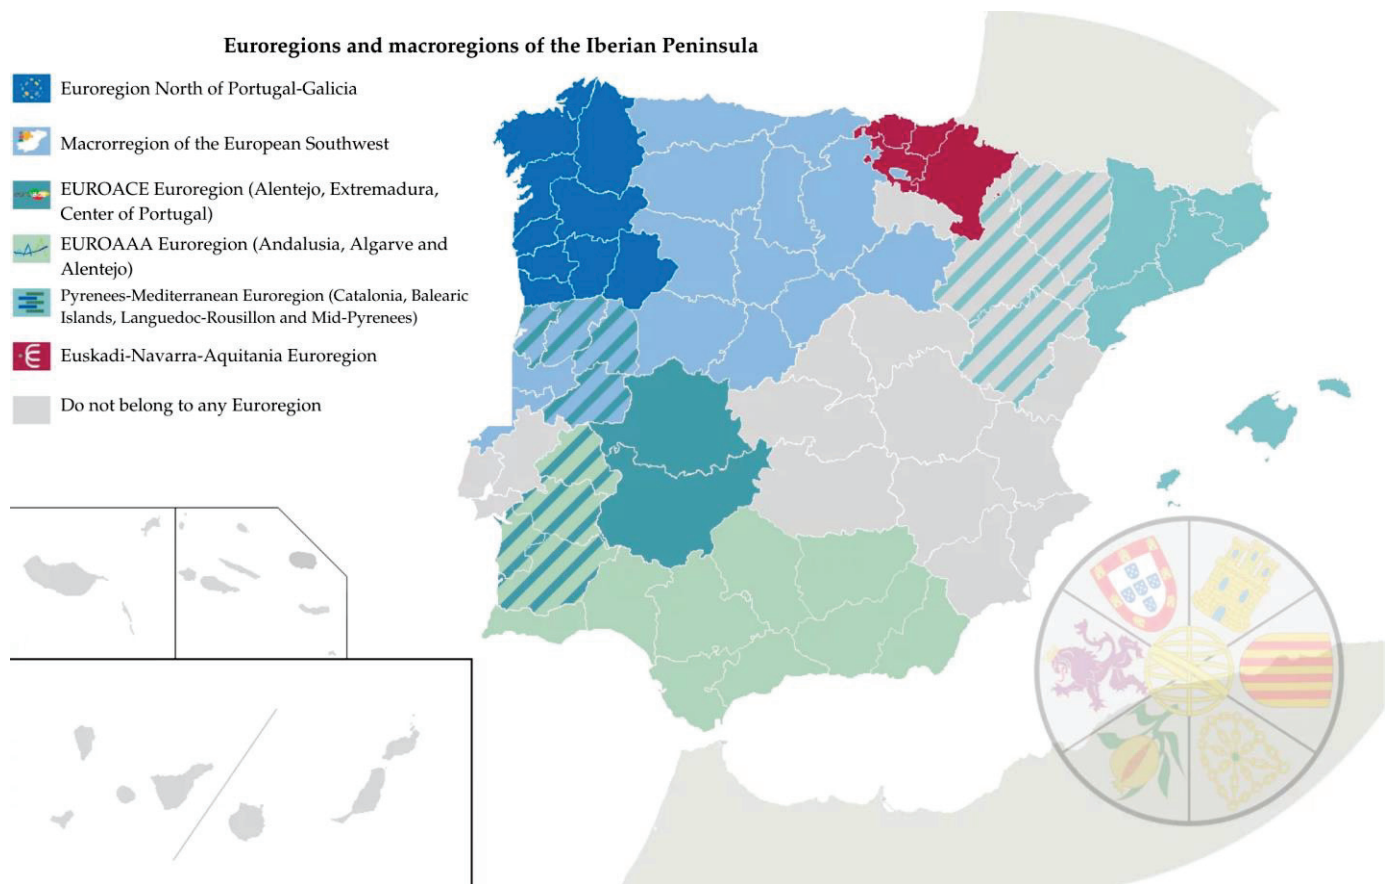 Euroregions and macroregions of the Iberian Peninsula
Euroregion North of Portugal-Galicia
Macrorregion of the European Southwest
EUROACE Euroregion (Alentejo, Extremadura,
Center of Portugal)
EUROAAA Euroregion (Andalusia, Algarve and
Alentejo)
Pyrenees-Mediterranean Euroregion (Catalonia, Balearic
Islands, Languedoc-Rousillon and Mid-Pyrenees)
Euskadi-Navarra-Aquitania Euroregion
Do not belong to any Euroregion